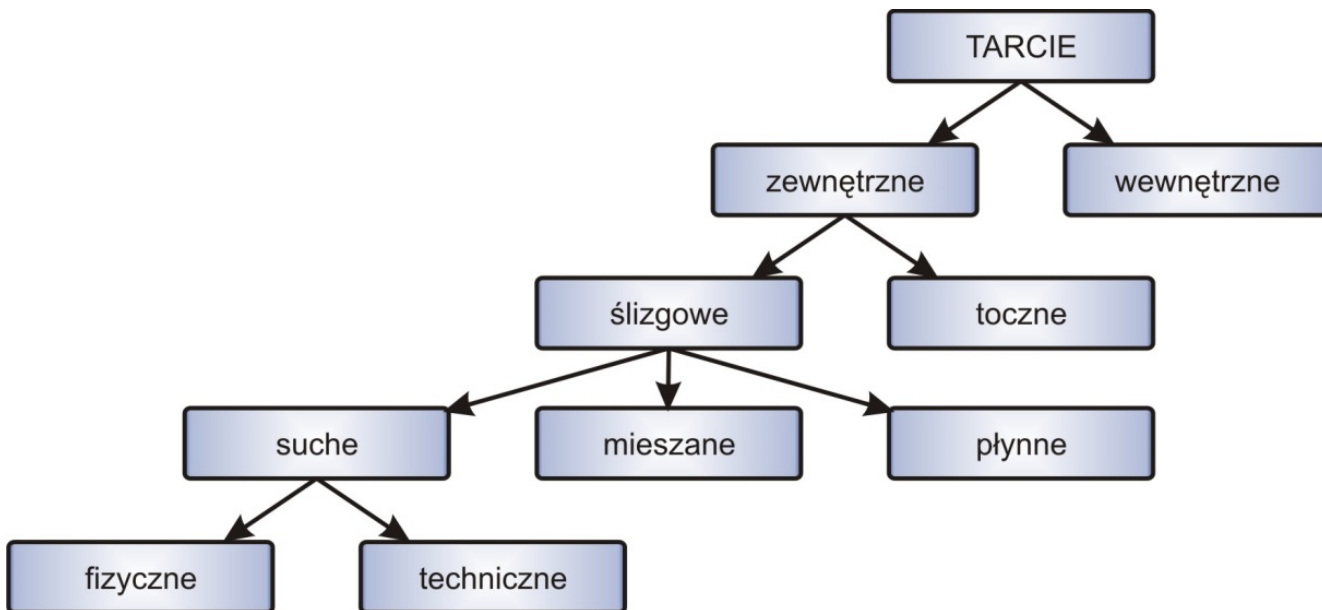 TARCIE
zewnętrzne
wewnętrzne
ślizgowe
toczne
suche
mieszane
płynne
fizyczne
techniczne